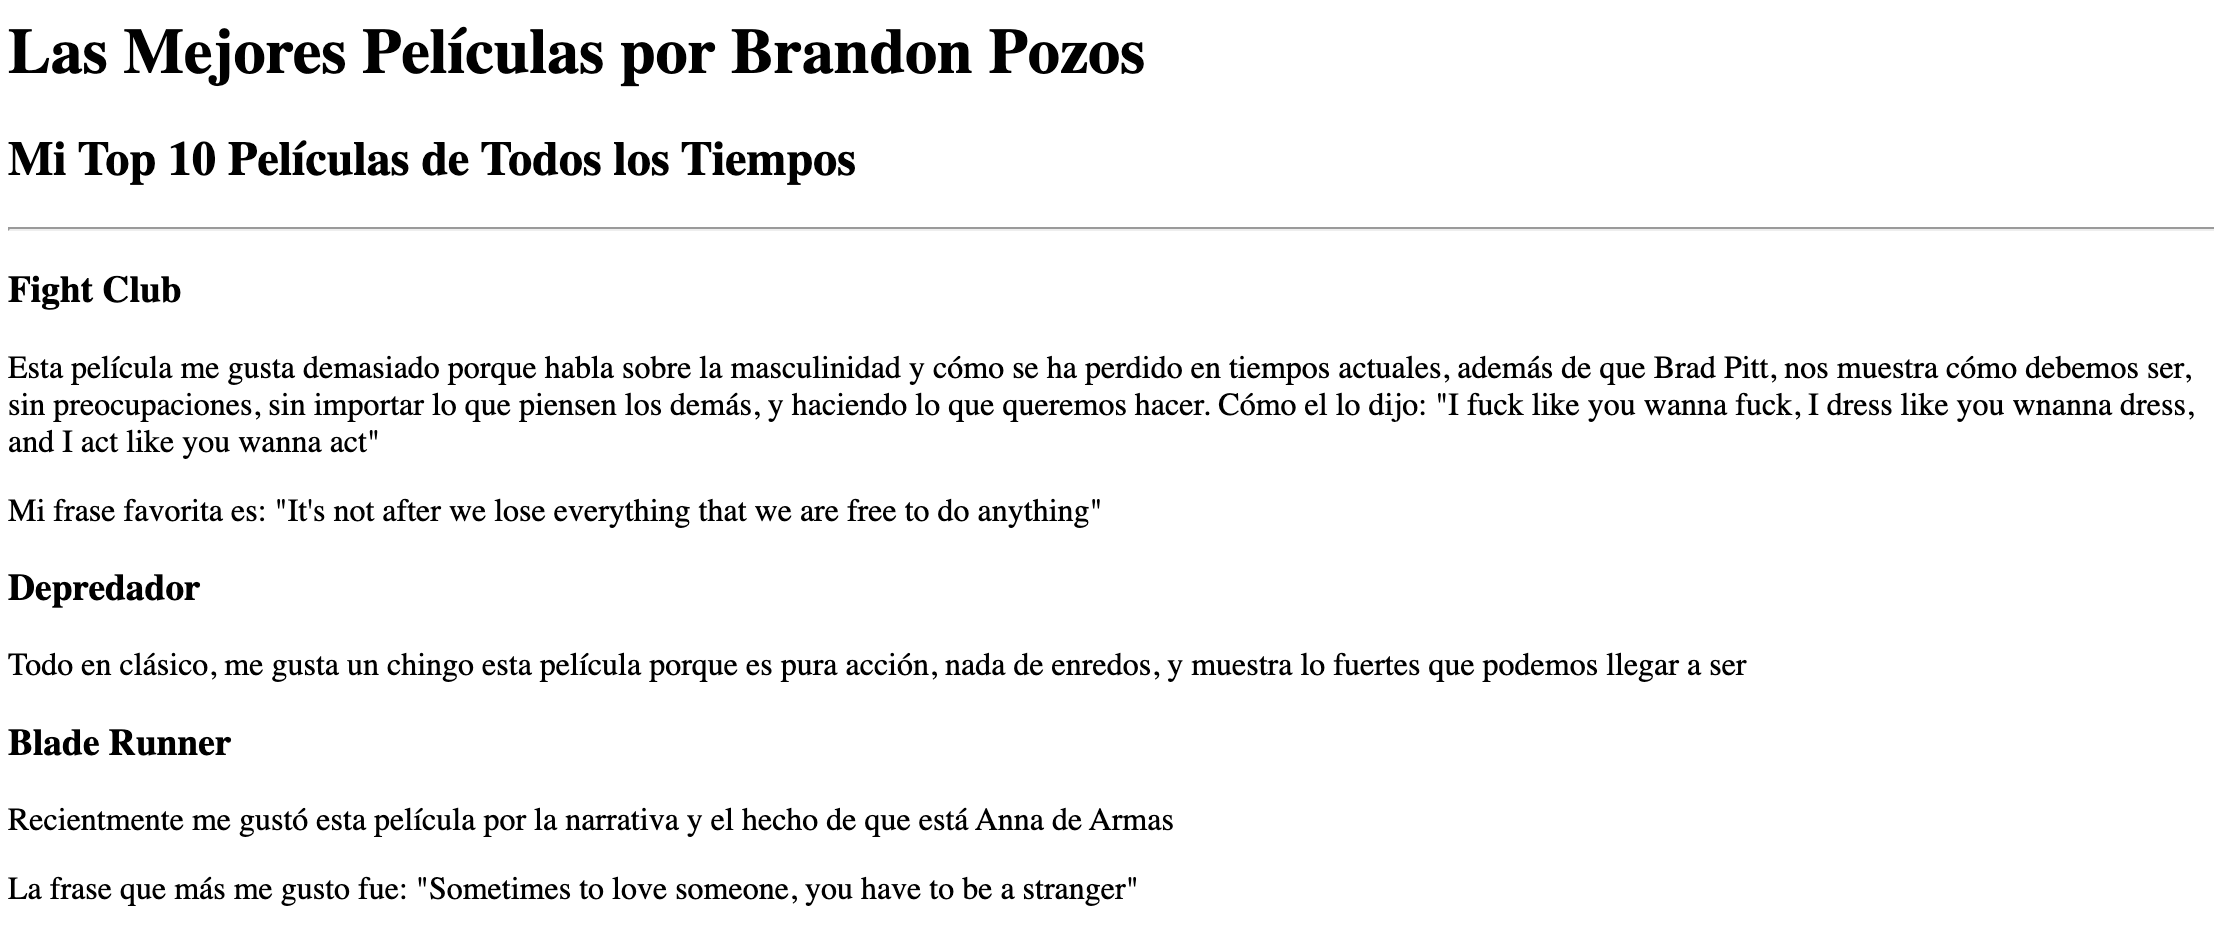 Las Mejores Películas por Brandon Pozos
Mi Top 10 Películas de Todos los Tiempos
Fight Club
Esta película me gusta demasiado porque habla sobre la masculinidad y cómo se ha perdido en tiempos actuales, además de que Brad Pitt, nos muestra cómo debemos ser,
sin preocupaciones, sin importar lo que piensen los demás, y haciendo lo que queremos hacer. Cómo el lo dijo: "I fuck like you wanna fuck, I dress like you wnanna dress,
and I act like you wanna act"
Mi frase favorita es: "It's not after we lose everything that we are free to do anything"
Depredador
Todo en clásico, me gusta un chingo esta película porque es pura acción, nada de enredos, y muestra lo fuertes que podemos llegar a ser
Blade Runner
Recientmente me gustó esta película por la narrativa y el hecho de que está Anna de Armas
La frase que más me gusto fue: "Sometimes to love someone, you have to be a stranger"